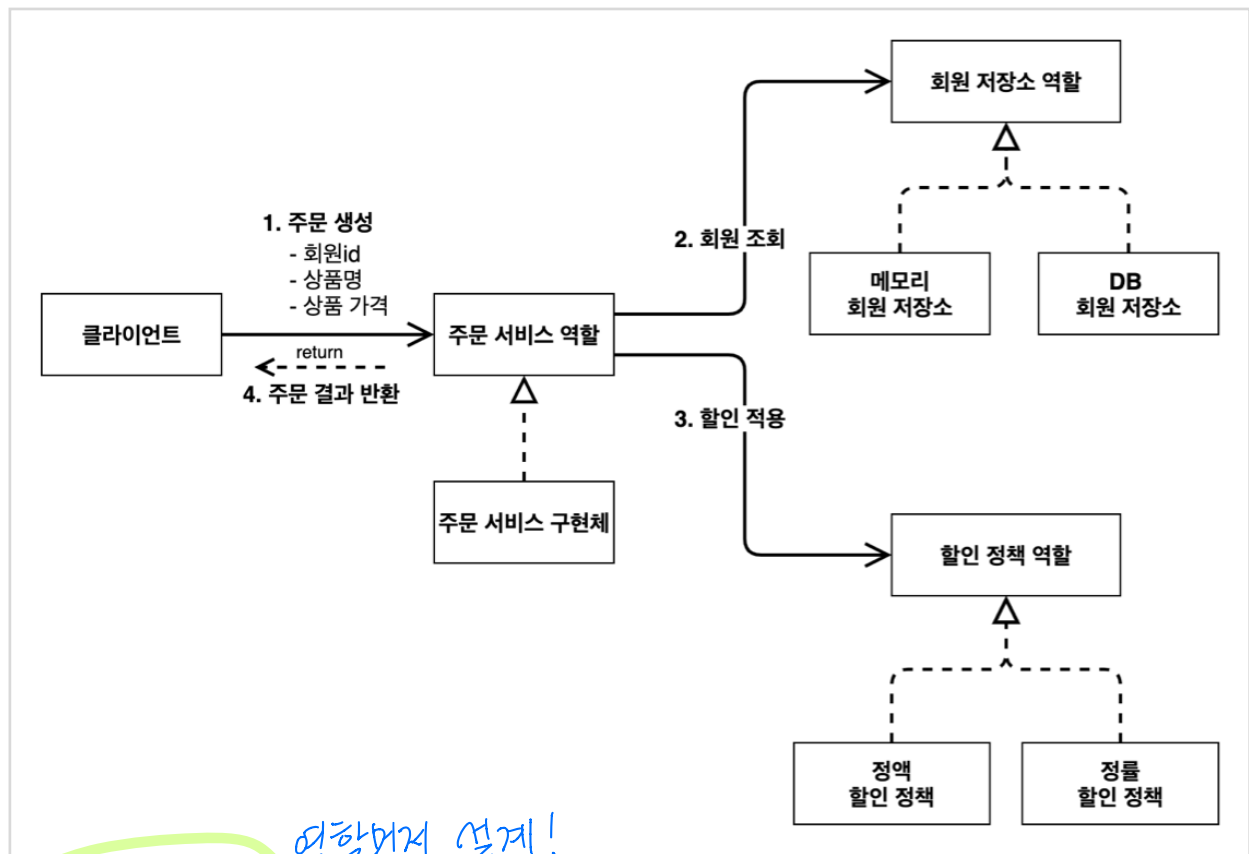 회원 저장소 역할
1. 주문 생성
- 회원id
- 상품명
- 상품 가격
2. 회원 조회
메모리
회원 저장소
DB
회원 저장소
클라이언트
주문 서비스 역할
return
4. 주문 결과 반환
3. 할인 적용
주문 서비스 구현체
할인 정책 역할
정액
할인 정책
정률
할인 정책
역할먼저 설계!